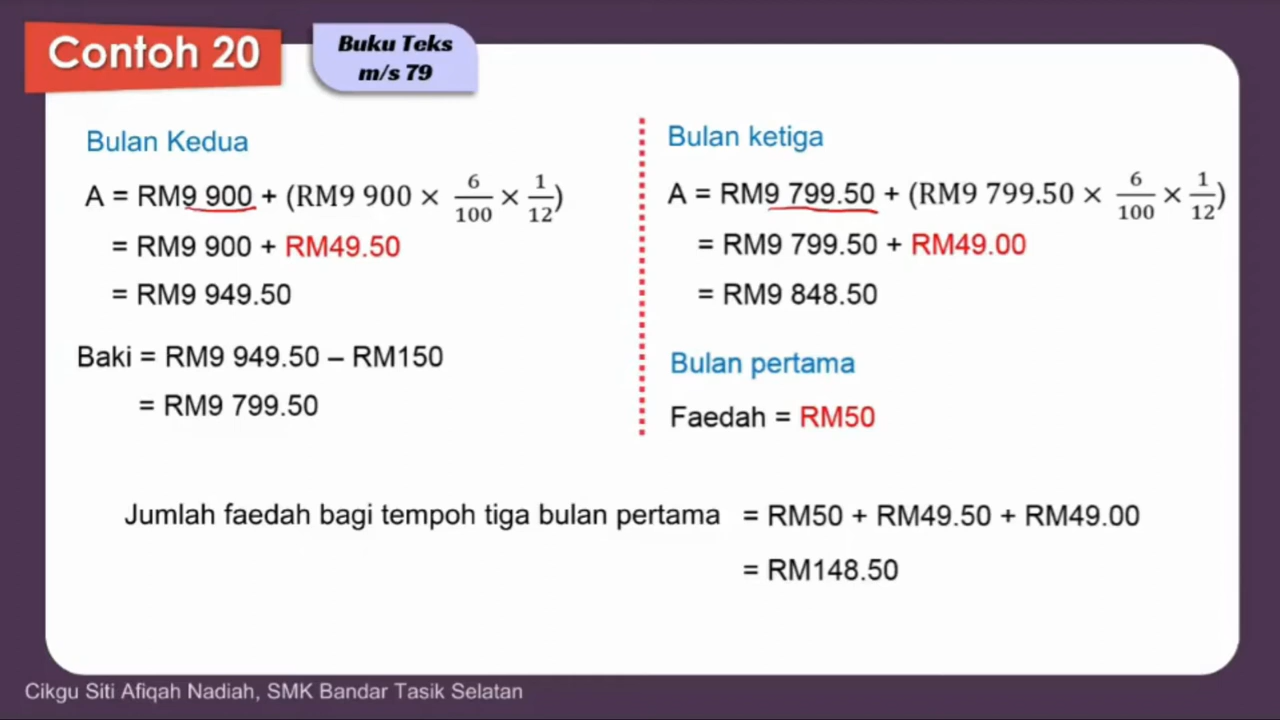 Contoh 20
Buku Teks
m/s 79
Bulan Kedua
A = RM9 900 + (RM9 900 × 6/100 × 1/12)
= RM9 900 + RM49.50
= RM9 949.50
Baki = RM9 949.50 – RM150
= RM9 799.50
Bulan ketiga
A = RM9 799.50 + (RM9 799.50 × 6/100 × 1/12)
= RM9 799.50 + RM49.00
= RM9 848.50
Bulan pertama
Faedah = RM50
Jumlah faedah bagi tempoh tiga bulan pertama = RM50 + RM49.50 + RM49.00
= RM148.50
Cikgu Siti Afiqah Nadiah, SMK Bandar Tasik Selatan